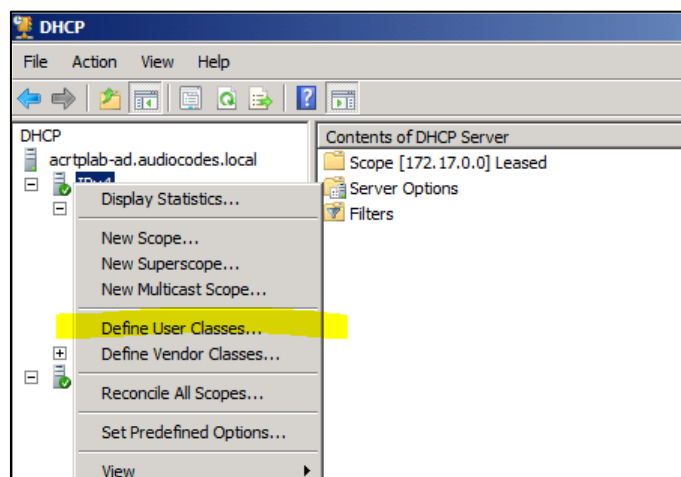 DHCP
File Action View Help
DHCP
Contents of DHCP Server
acrtplab-ad.audiocodes.local
Scope [172.17.0.0] Leased
Server Options
Filters
Display Statistics...
New Scope...
New Superscope...
New Multicast Scope...
Define User Classes...
Define Vendor Classes...
Reconcile All Scopes...
Set Predefined Options...
View